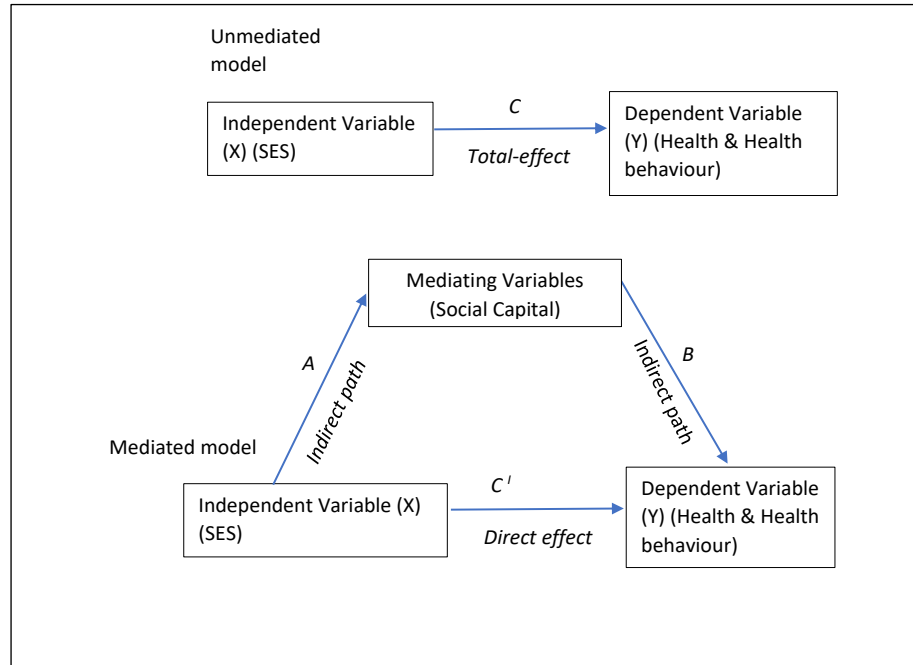 Unmediated
model
Independent Variable
(X) (SES)
C
Total-effect
Dependent Variable
(Y) (Health & Health
behaviour)
Mediating Variables
(Social Capital)
A
Indirect path
B
Indirect path
Mediated model
Independent Variable (X)
(SES)
C I
Direct effect
Dependent Variable
(Y) (Health & Health
behaviour)